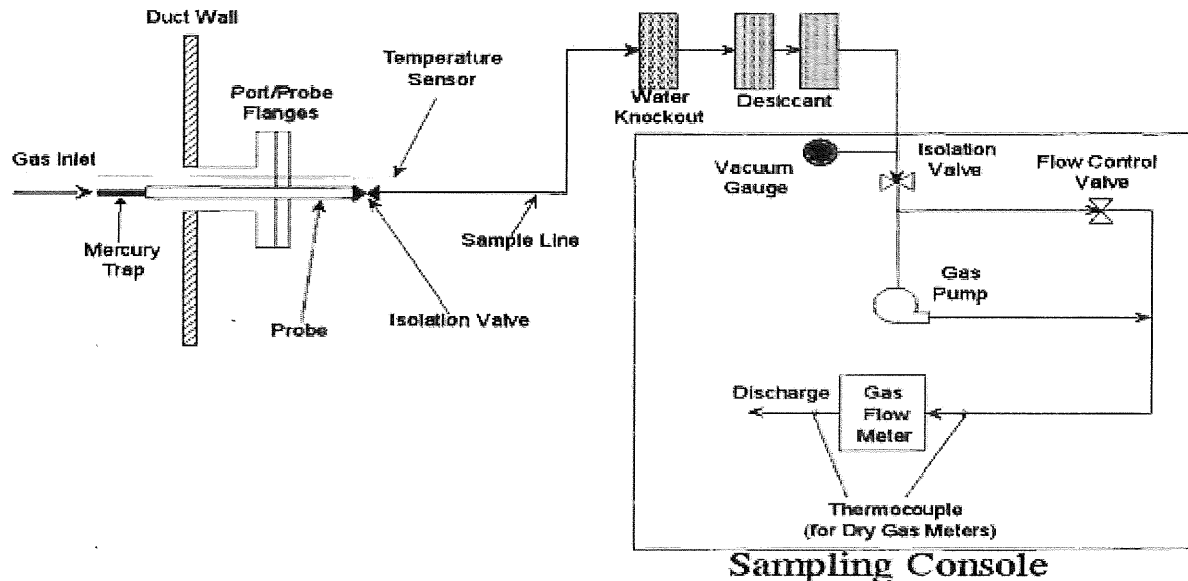 Duct Wall
Temperature
Sensor
Port/Probe
Flanges
Gas Inlet
Mercury
Trap
Probe
Isolation Valve
Sample Line
Water
Knockout
Desiccant
Vacuum
Gauge
Isolation
Valve
Flow Control
Valve
Gas
Pump
Discharge
Gas
Flow
Meter
Thermocouple
(for Dry Gas Meters)
Sampling Console